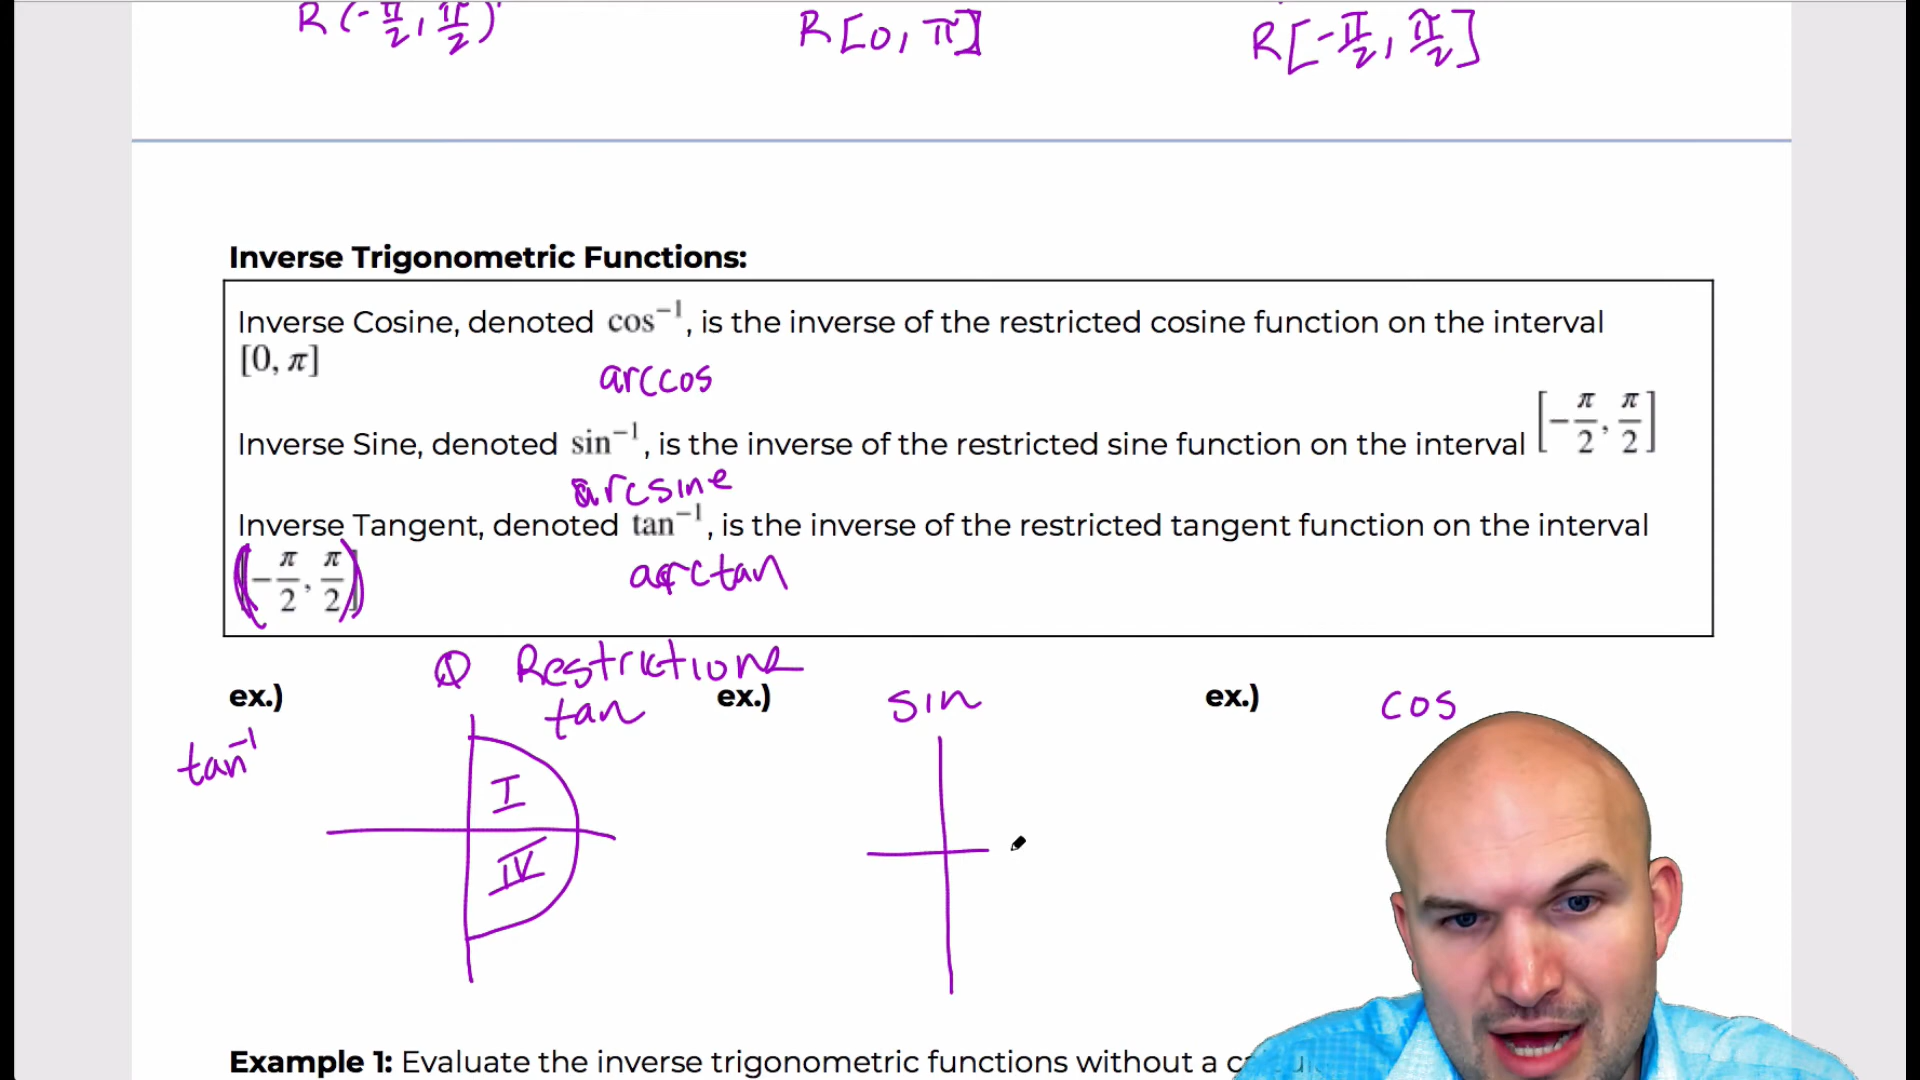 R(-π/2, π/2)
R[0, π]
R[-π/2, π/2]
Inverse Trigonometric Functions:
Inverse Cosine, denoted cos⁻¹, is the inverse of the restricted cosine function on the interval
[0, π]
arccos
Inverse Sine, denoted sin⁻¹, is the inverse of the restricted sine function on the interval [-π/2, π/2]
arcsine
Inverse Tangent, denoted tan⁻¹, is the inverse of the restricted tangent function on the interval
(-π/2, π/2)
arctan
Restrictions
ex.) tan
ex.) sin
ex.) cos
tan⁻¹
I
IV
Example 1: Evaluate the inverse trigonometric functions without a